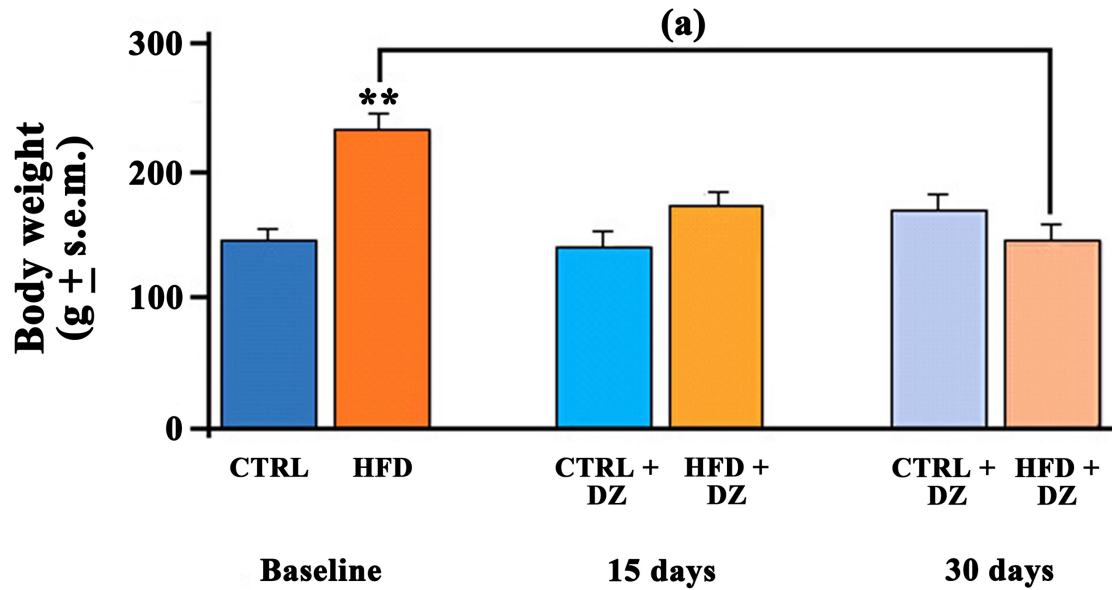 (a)
300
**
200
100
0
Body weight
(g ± s.e.m.)
CTRL
HFD
CTRL +
DZ
HFD +
DZ
CTRL +
DZ
HFD +
DZ
Baseline
15 days
30 days